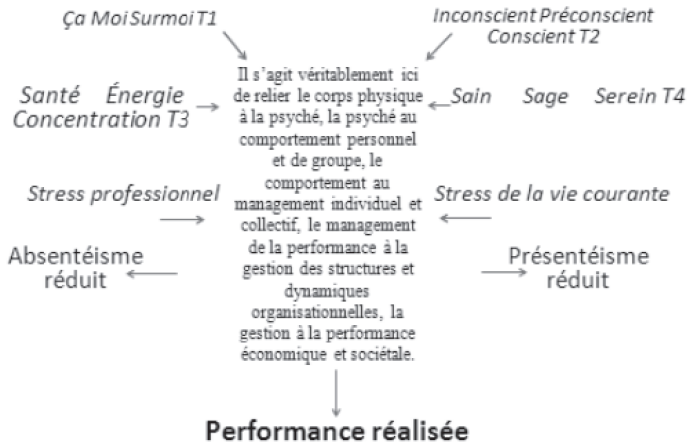 Ça Moi Surmoi T1
Inconscient Préconscient
Conscient T2
Santé Énergie
Concentration T3
Il s’agit véritablement ici
de relier le corps physique
à la psyché, la psyché au
comportement personnel
et de groupe, le
comportement au
management individuel et
collectif, le management
de la performance à la
gestion des structures et
dynamiques
organisationnelles, la
gestion à la performance
économique et sociétale.
Sain Sage Serein T4
Stress professionnel
Stress de la vie courante
Absentéisme
réduit
Présentéisme
réduit
Performance réalisée